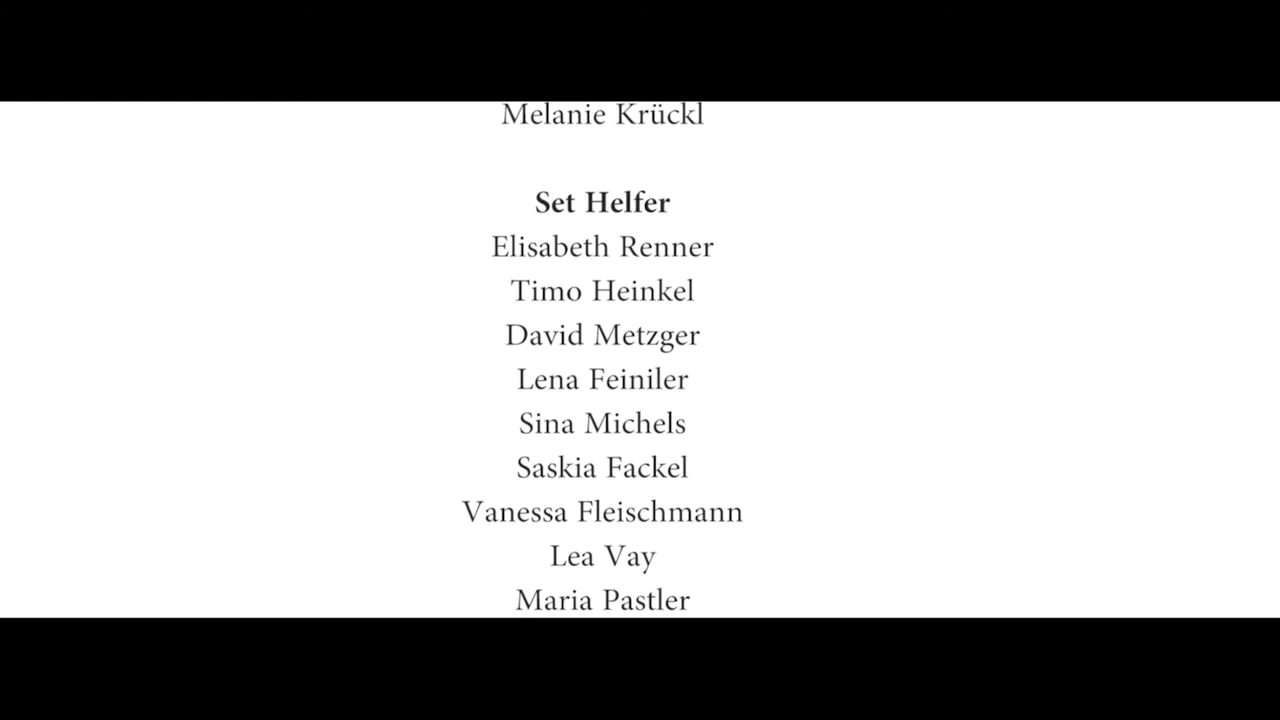 Melanie Krückl
Set Helfer
Elisabeth Renner
Timo Heinkel
David Metzger
Lena Feiniler
Sina Michels
Saskia Fackel
Vanessa Fleischmann
Lea Vay
Maria Pastler